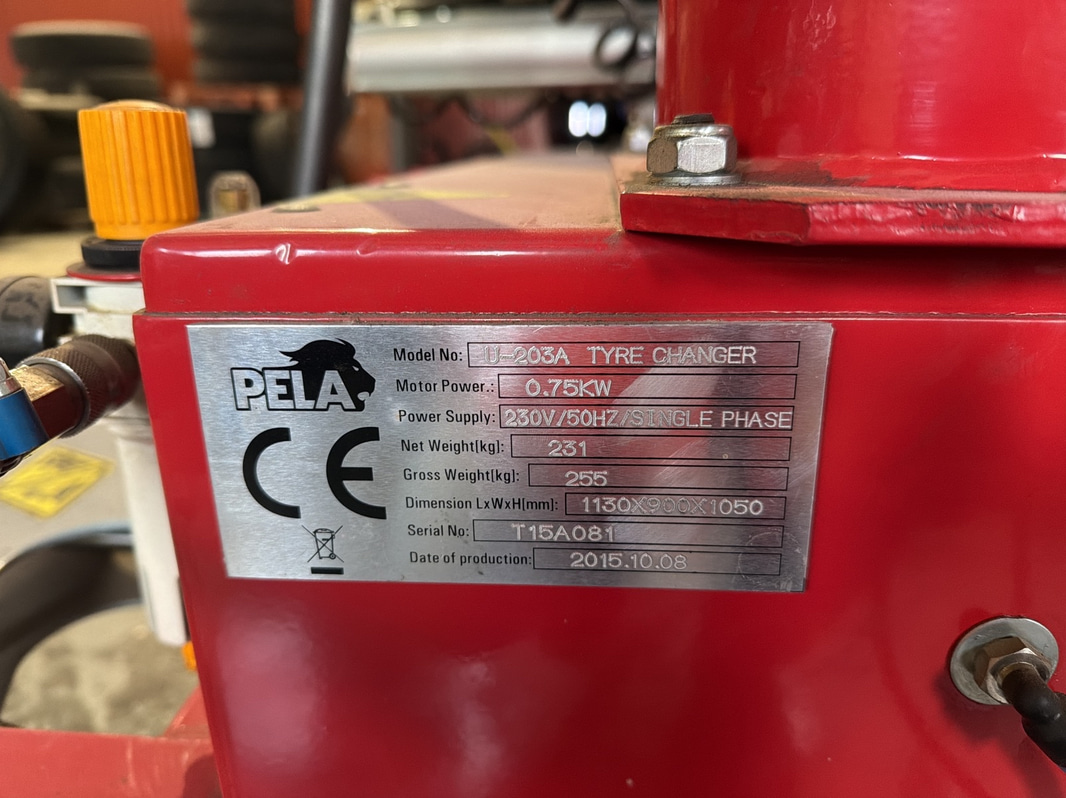 PELA
CE
Model No: U-203A TYRE CHANGER
Motor Power.: 0.75KW
Power Supply: 230V/50HZ/SINGLE PHASE
Net Weight(kg): 231
Gross Weight(kg): 255
Dimension LxWxH(mm): 1130X900X1050
Serial No: T15A081
Date of production: 2015.10.08